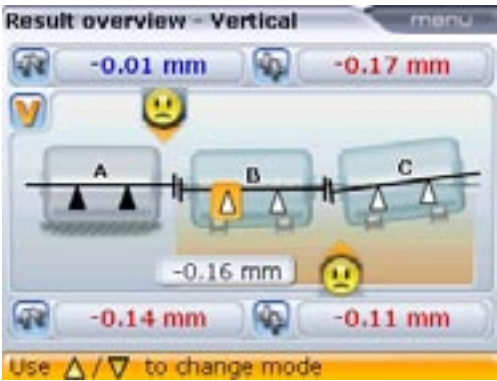 Result overview - Vertical menu
-0.01 mm -0.17 mm
V
A B C
-0.16 mm
-0.14 mm -0.11 mm
Use △ / ▽ to change mode